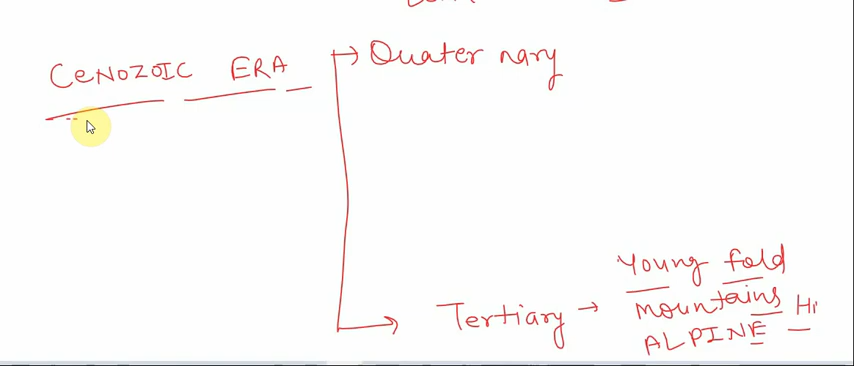 CENOZOIC ERA
Quater nary
Tertiary → Young fold
mountains Hi
ALPINE